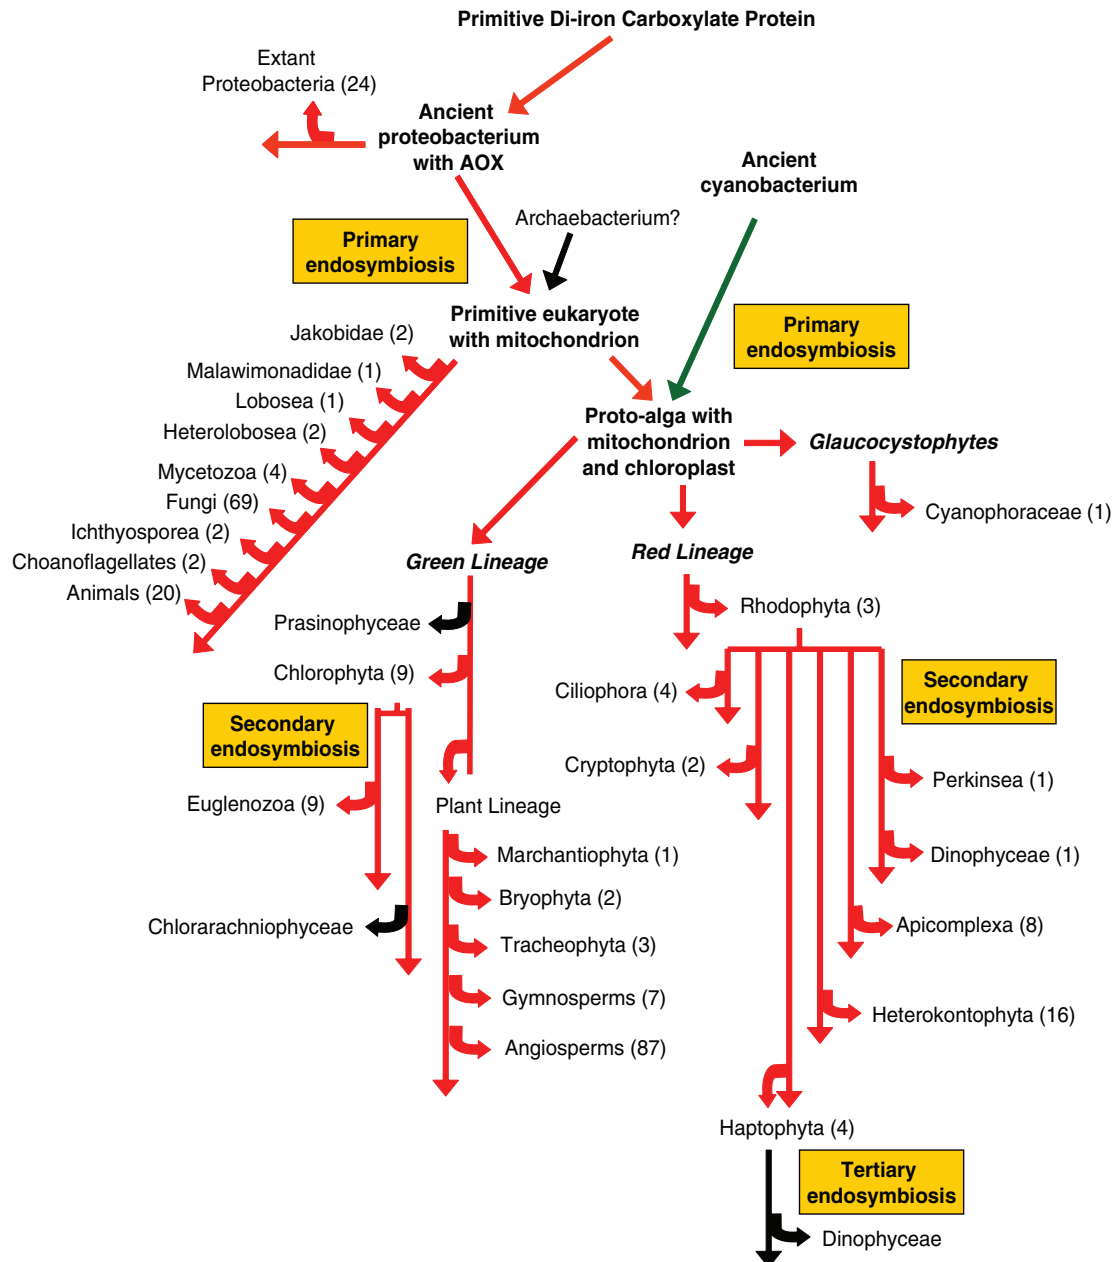 Primitive Di-iron Carboxylate Protein
Extant
Proteobacteria (24)
Ancient
proteobacterium
with AOX
Ancient
cyanobacterium
Archaebacterium?
Primary
endosymbiosis
Primitive eukaryote
with mitochondrion
Primary
endosymbiosis
Jakobidae (2)
Malawimonadidae (1)
Lobosea (1)
Heterolobosea (2)
Mycetozoa (4)
Fungi (69)
Ichthyosporea (2)
Choanoflagellates (2)
Animals (20)
Proto-alga with
mitochondrion
and chloroplast
Glaucocystophytes
Cyanophoraceae (1)
Green Lineage
Red Lineage
Prasinophyceae
Chlorophyta (9)
Rhodophyta (3)
Secondary
endosymbiosis
Euglenozoa (9)
Chlorarachniophyceae
Plant Lineage
Marchantiophyta (1)
Bryophyta (2)
Tracheophyta (3)
Gymnosperms (7)
Angiosperms (87)
Ciliophora (4)
Cryptophyta (2)
Secondary
endosymbiosis
Perkinsea (1)
Dinophyceae (1)
Apicomplexa (8)
Heterokontophyta (16)
Haptophyta (4)
Tertiary
endosymbiosis
Dinophyceae